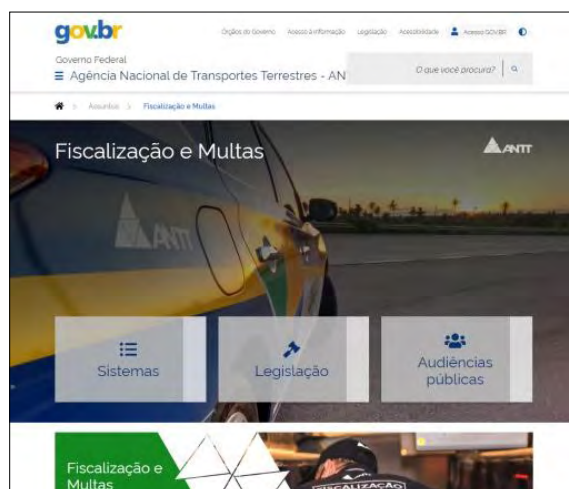 gov.br
Órgãos do Governo Acesso à Informação Legislação Acessibilidade Acesso GOV.BR
Governo Federal
Agência Nacional de Transportes Terrestres - AN
O que você procura?
Assuntos > Fiscalização e Multas
Fiscalização e Multas
ANTT
ANTT
Sistemas
Legislação
Audiências
públicas
Fiscalização e
Multas
FISCALIZAÇÃO